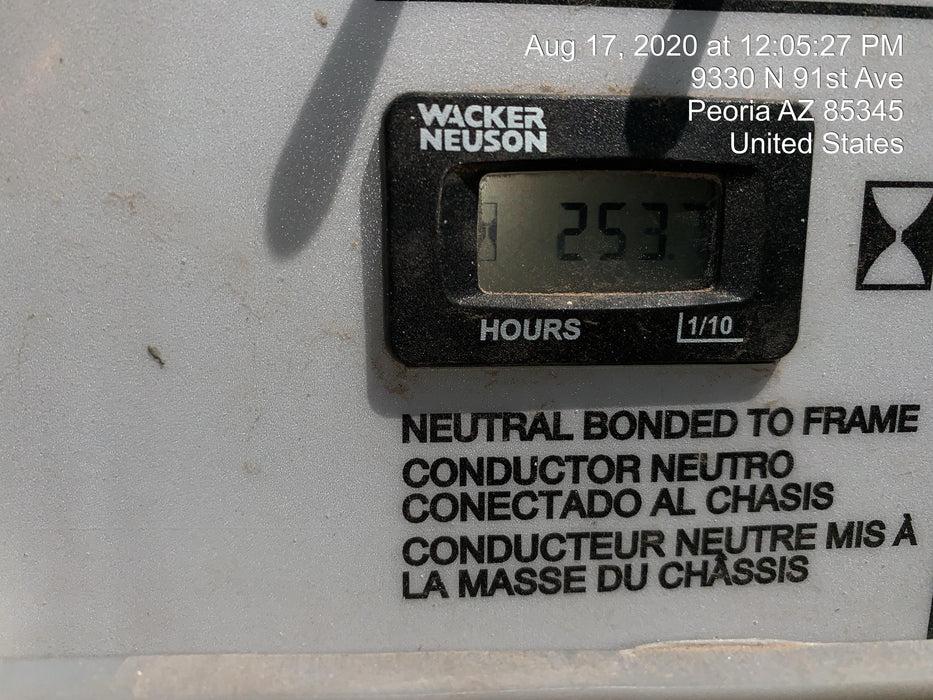 Aug 17, 2020 at 12:05:27 PM
9330 N 91st Ave
Peoria AZ 85345
United States
WACKER
NEUSON
253.
HOURS 1/10
NEUTRAL BONDED TO FRAME
CONDUCTOR NEUTRO
CONECTADO AL CHASIS
CONDUCTEUR NEUTRE MIS À
LA MASSE DU CHÂSSIS